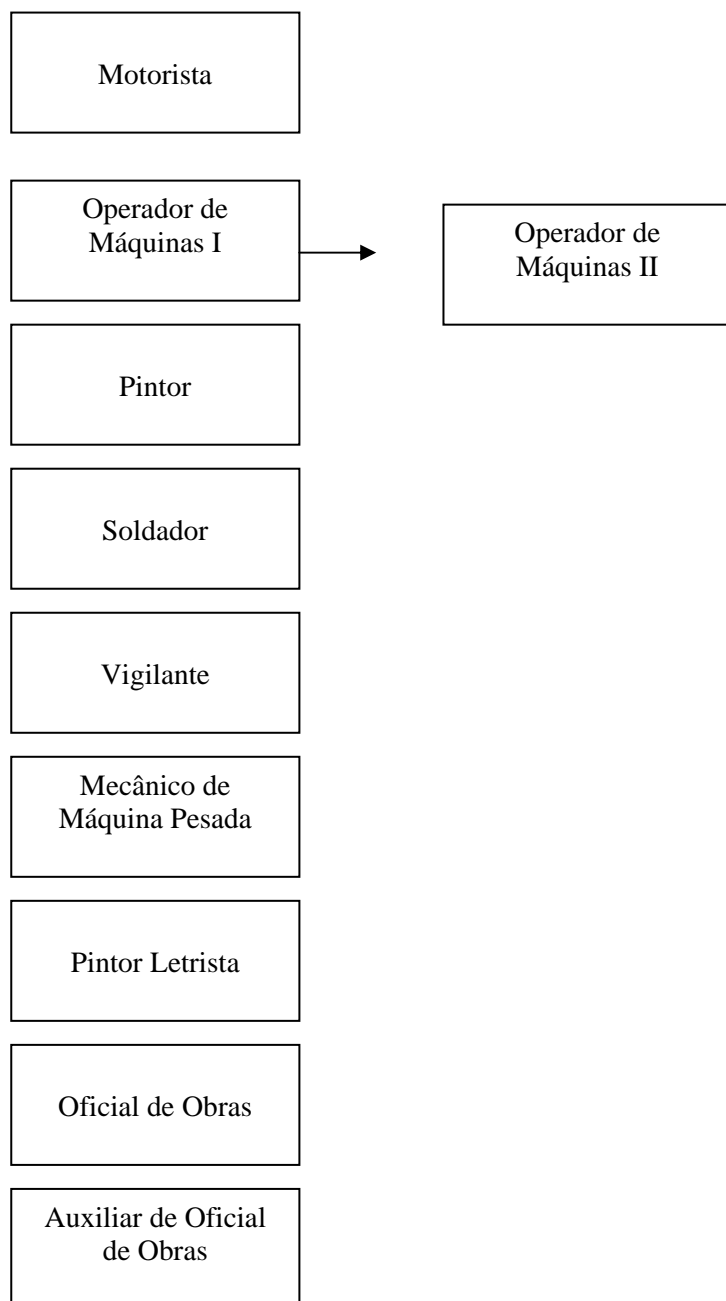 Motorista
Operador de
Máquinas I
Operador de
Máquinas II
Pintor
Soldador
Vigilante
Mecânico de
Máquina Pesada
Pintor Letrista
Oficial de Obras
Auxiliar de Oficial
de Obras